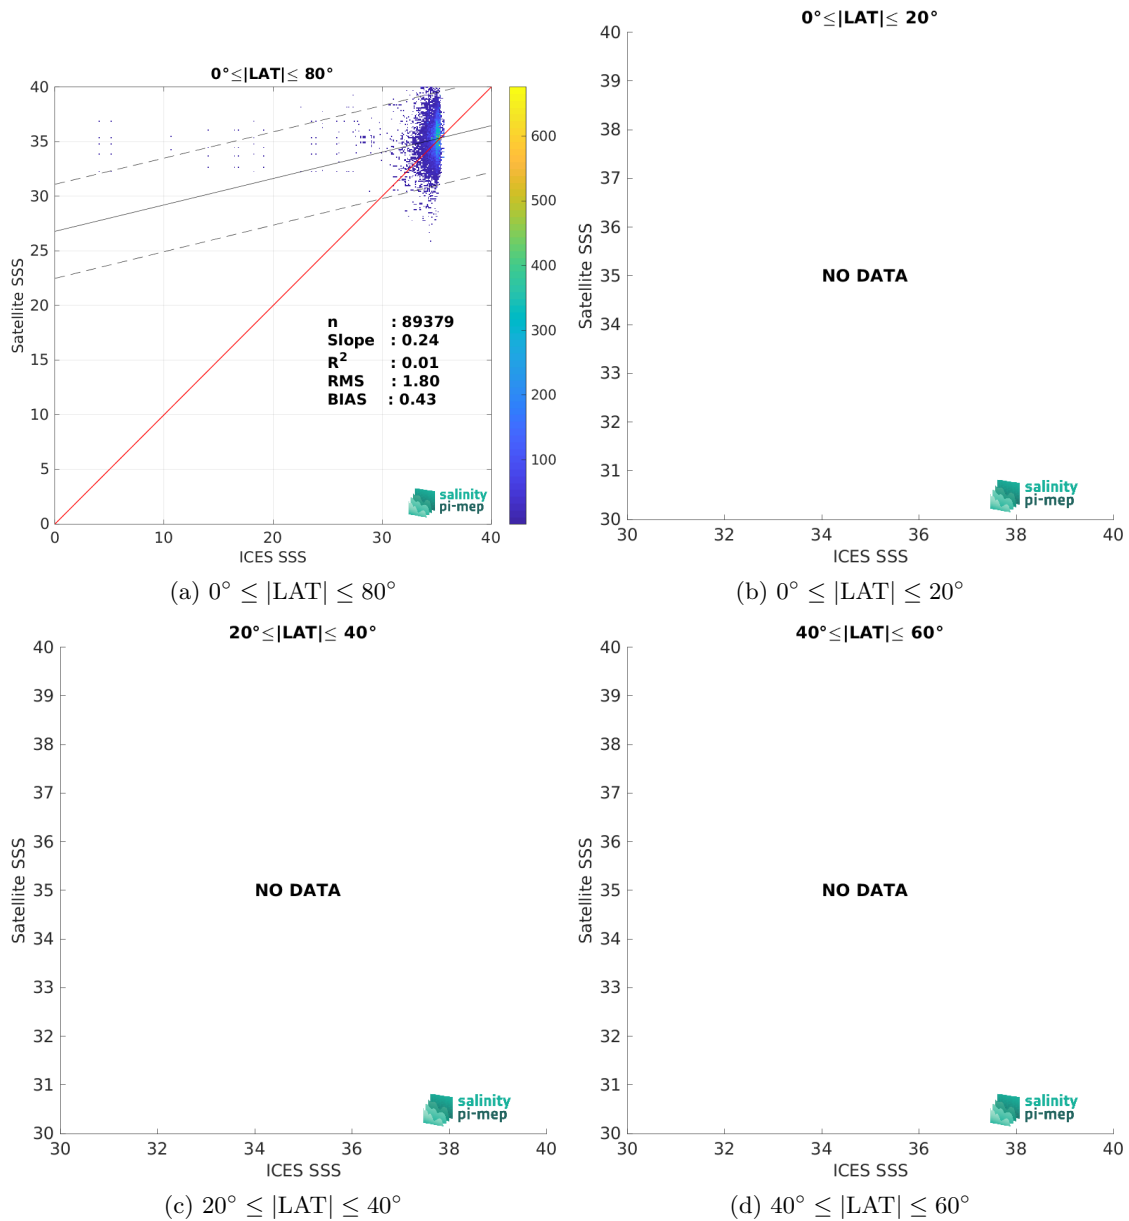 0°≤|LAT|≤ 80°
40
35
30
25
20
15
10
5
0
Satellite SSS
0
10
20
30
40
ICES SSS
600
500
400
300
200
100
n : 89379
Slope : 0.24
R² : 0.01
RMS : 1.80
BIAS : 0.43
salinity
pi-mep
(a) 0° ≤ |LAT| ≤ 80°
0°≤|LAT|≤ 20°
40
39
38
37
36
35
34
33
32
31
30
Satellite SSS
NO DATA
salinity
pi-mep
30
32
34
36
38
40
ICES SSS
(b) 0° ≤ |LAT| ≤ 20°
20°≤|LAT|≤ 40°
40
39
38
37
36
35
34
33
32
31
30
Satellite SSS
NO DATA
salinity
pi-mep
30
32
34
36
38
40
ICES SSS
(c) 20° ≤ |LAT| ≤ 40°
40°≤|LAT|≤ 60°
40
39
38
37
36
35
34
33
32
31
30
Satellite SSS
NO DATA
salinity
pi-mep
30
32
34
36
38
40
ICES SSS
(d) 40° ≤ |LAT| ≤ 60°